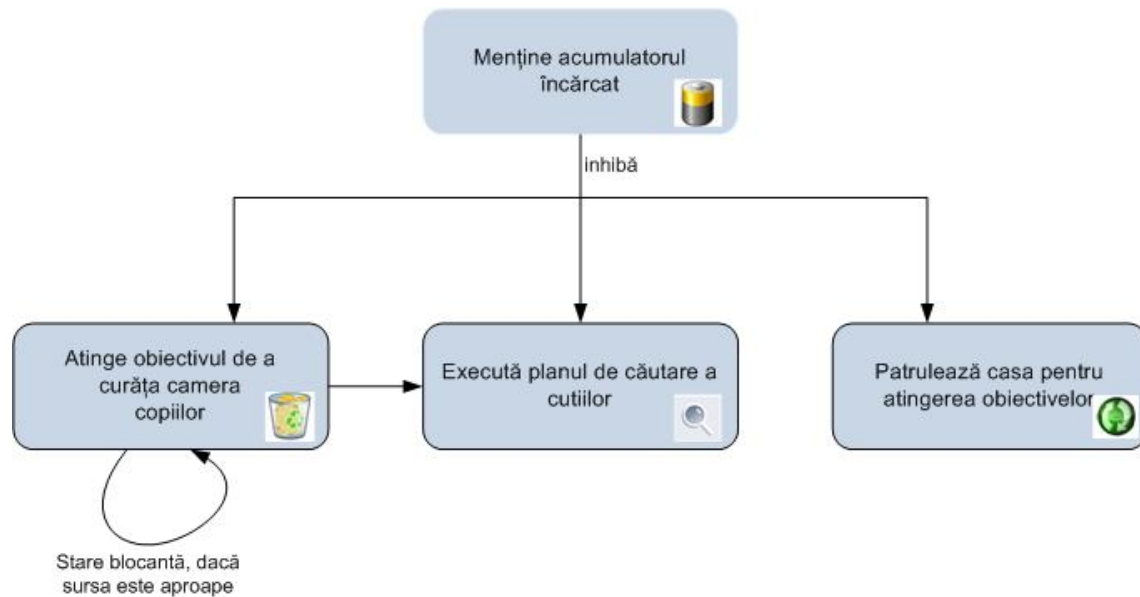 Menține acumulatorul
încărcat
inhibă
Atinge obiectivul de a
curăța camera
copiilor
Execută planul de căutare a
cutiilor
Patrulează casa pentru
atingerea obiectivelor
Stare blocantă, dacă
sursa este aproape